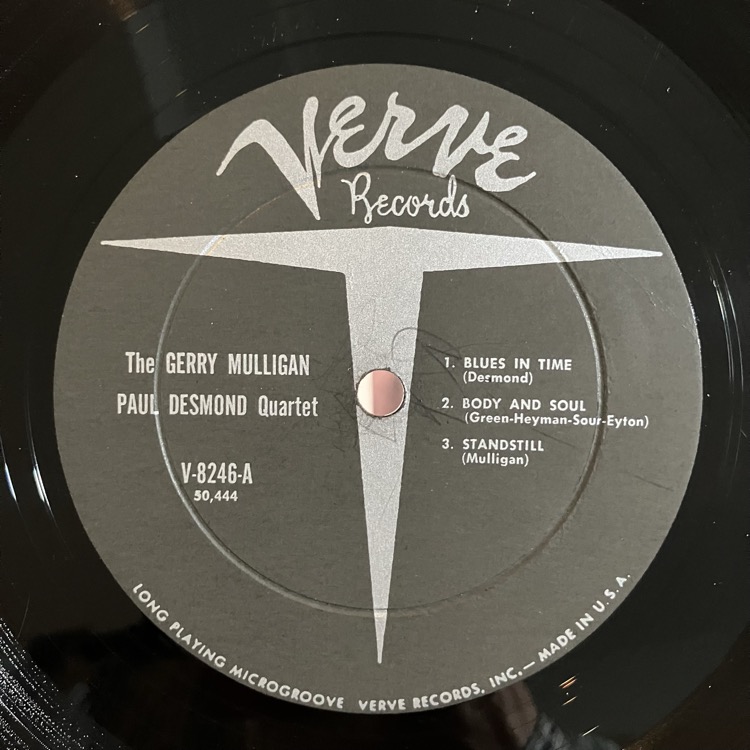 Verve
Records
The GERRY MULLIGAN
PAUL DESMOND Quartet
V-8246-A
50,444
1. BLUES IN TIME
(Desmond)
2. BODY AND SOUL
(Green-Heyman-Sour-Eyton)
3. STANDSTILL
(Mulligan)
LONG PLAYING MICROGROOVE VERVE RECORDS, INC.—MADE IN U.S.A.